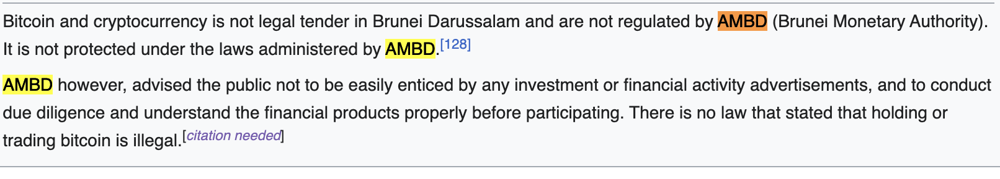 Bitcoin and cryptocurrency is not legal tender in Brunei Darussalam and are not regulated by AMBD (Brunei Monetary Authority).
It is not protected under the laws administered by AMBD.[128]
AMBD however, advised the public not to be easily enticed by any investment or financial activity advertisements, and to conduct
due diligence and understand the financial products properly before participating. There is no law that stated that holding or
trading bitcoin is illegal.[citation needed]